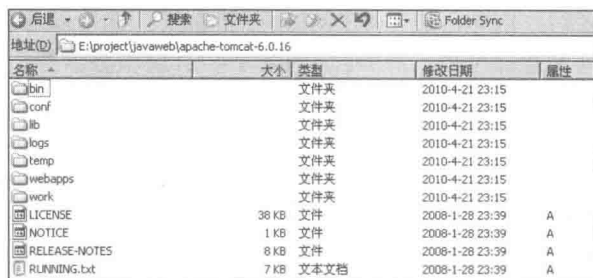 后退 搜索 文件夹 Folder Sync
地址(D) E:\project\javaweb\apache-tomcat-6.0.16
名称 大小 类型 修改日期 属性
bin 文件夹 2010-4-21 23:15
conf 文件夹 2010-4-21 23:15
lib 文件夹 2010-4-21 23:15
logs 文件夹 2010-4-21 23:15
temp 文件夹 2010-4-21 23:15
webapps 文件夹 2010-4-21 23:15
work 文件夹 2010-4-21 23:15
LICENSE 38 KB 文件 2008-1-28 23:39 A
NOTICE 1 KB 文件 2008-1-28 23:39 A
RELEASE-NOTES 8 KB 文件 2008-1-28 23:39 A
RUNNING.txt 7 KB 文本文档 2008-1-28 23:39 A